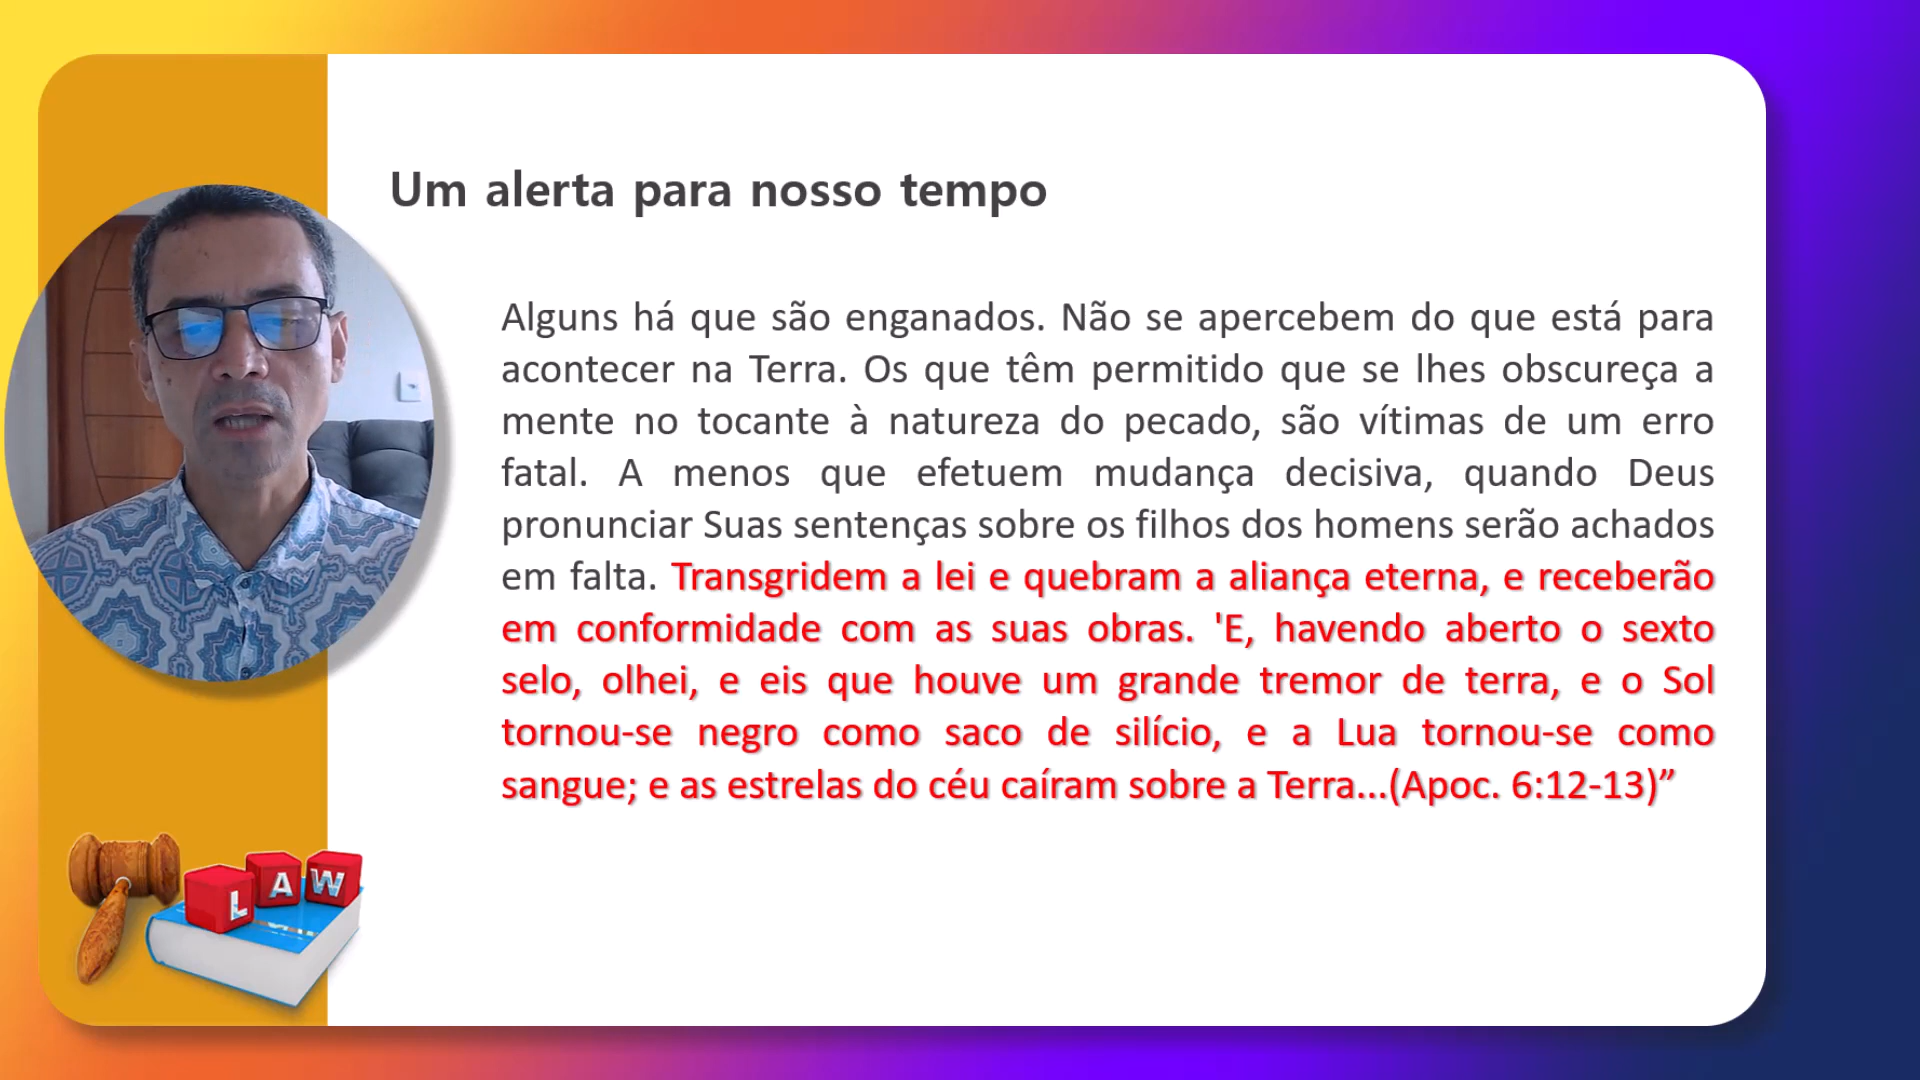 Um alerta para nosso tempo
Alguns há que são enganados. Não se apercebem do que está para
acontecer na Terra. Os que têm permitido que se lhes obscureça a
mente no tocante à natureza do pecado, são vítimas de um erro
fatal. A menos que efetuem mudança decisiva, quando Deus
pronunciar Suas sentenças sobre os filhos dos homens serão achados
em falta. Transgridem a lei e quebram a aliança eterna, e receberão
em conformidade com as suas obras. 'E, havendo aberto o sexto
selo, olhei, e eis que houve um grande tremor de terra, e o Sol
tornou-se negro como saco de silício, e a Lua tornou-se como
sangue; e as estrelas do céu caíram sobre a Terra...(Apoc. 6:12-13)”
LAW